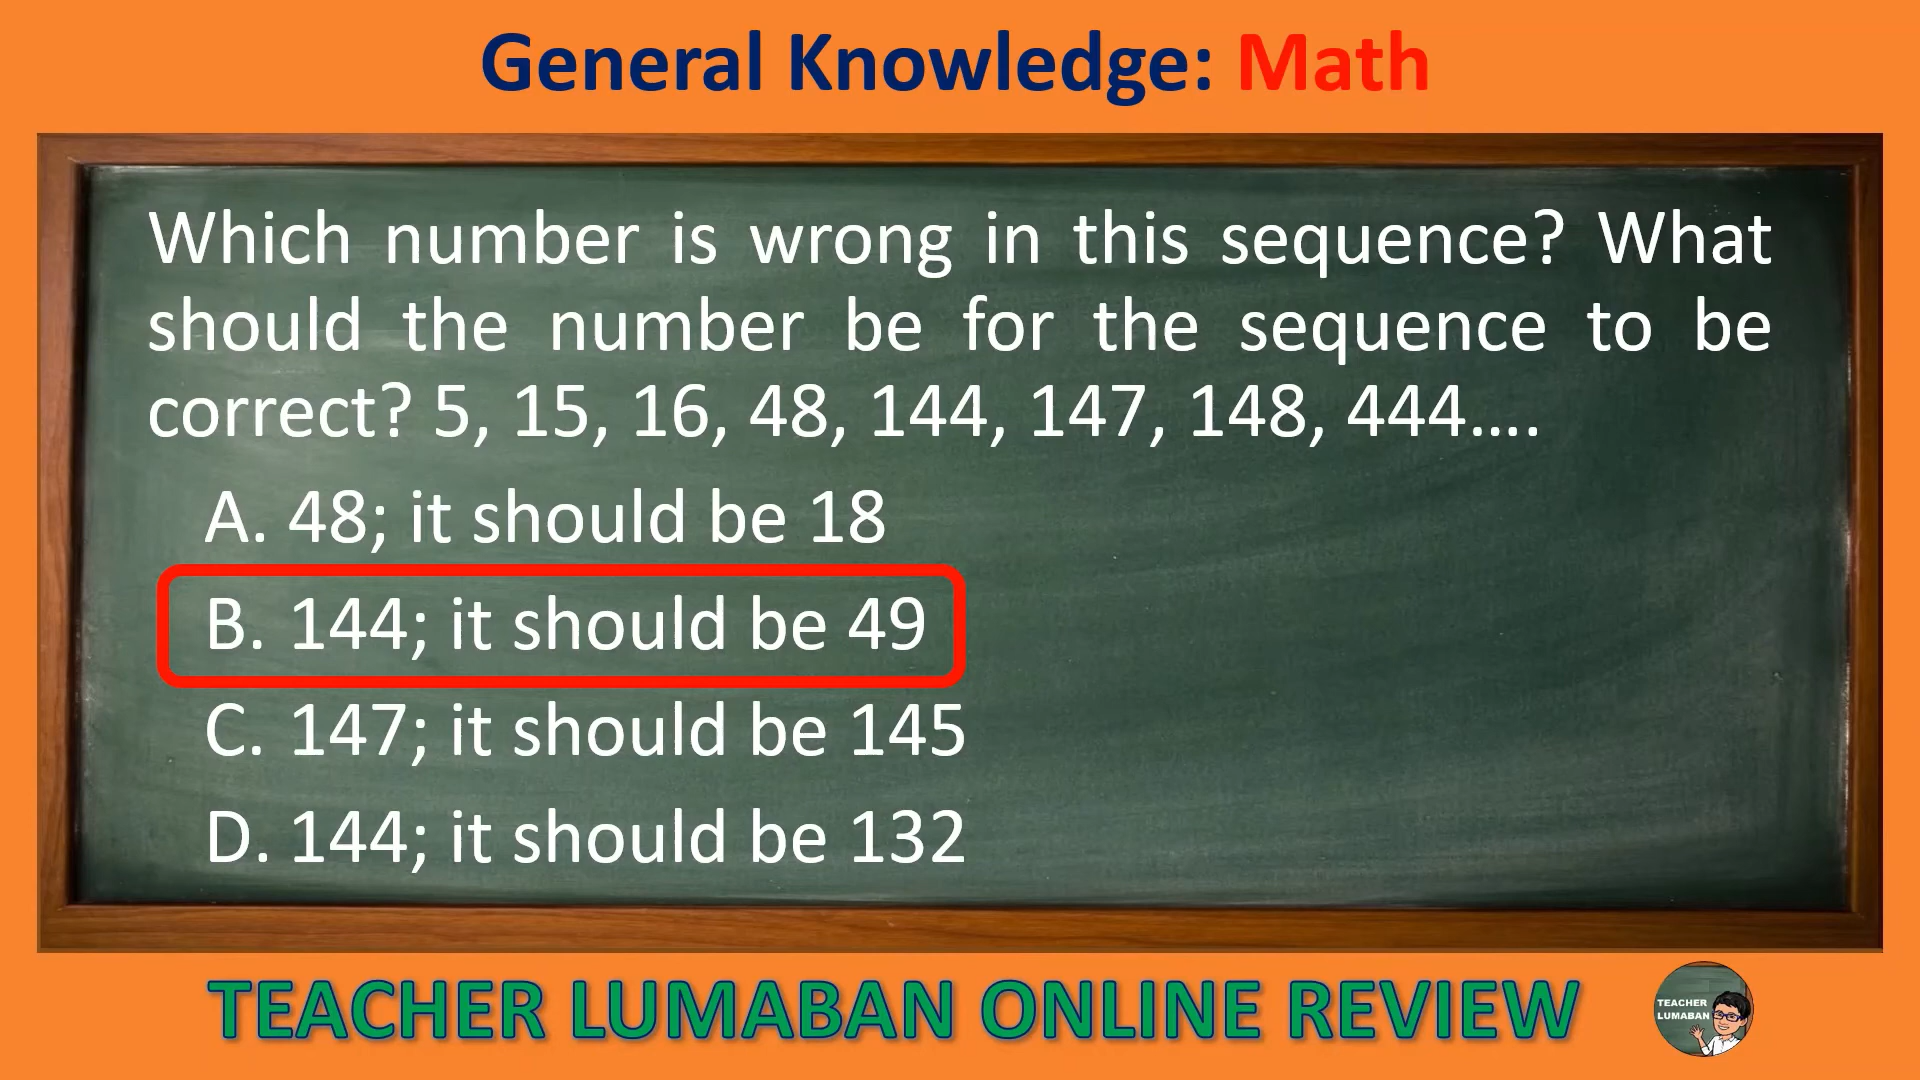 General Knowledge: Math
Which number is wrong in this sequence? What
should the number be for the sequence to be
correct? 5, 15, 16, 48, 144, 147, 148, 444....
A. 48; it should be 18
B. 144; it should be 49
C. 147; it should be 145
D. 144; it should be 132
TEACHER LUMABAN ONLINE REVIEW
TEACHER
LUMABAN